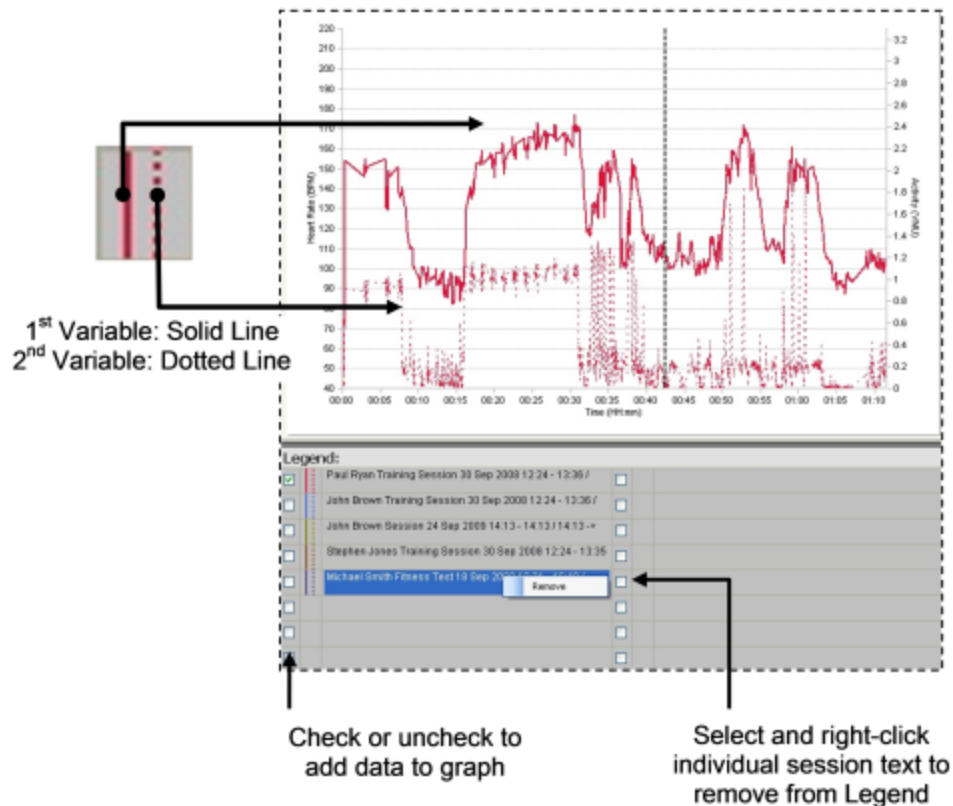 220
210
200
190
180
170
160
150
140
130
120
110
100
90
80
70
60
50
40
Heart Rate (BPM)
3.2
3
2.8
2.6
2.4
2.2
2
1.8
1.6
1.4
1.2
1
0.8
0.6
0.4
0.2
0
Activity (VMU)
00:00 00:05 00:10 00:15 00:20 00:25 00:30 00:35 00:40 00:45 00:50 00:55 01:00 01:05 01:10
Time (HH:mm)
1st Variable: Solid Line
2nd Variable: Dotted Line
Legend:
Paul Ryan Training Session 30 Sep 2008 12:24 - 13:36 /
John Brown Training Session 30 Sep 2008 12:24 - 13:36 /
John Brown Session 24 Sep 2008 14:13 - 14:13 / 14:13 ->
Stephen Jones Training Session 30 Sep 2008 12:24 - 13:35
Michael Smith Fitness Test 18 Sep
Remove
Check or uncheck to
add data to graph
Select and right-click
individual session text to
remove from Legend